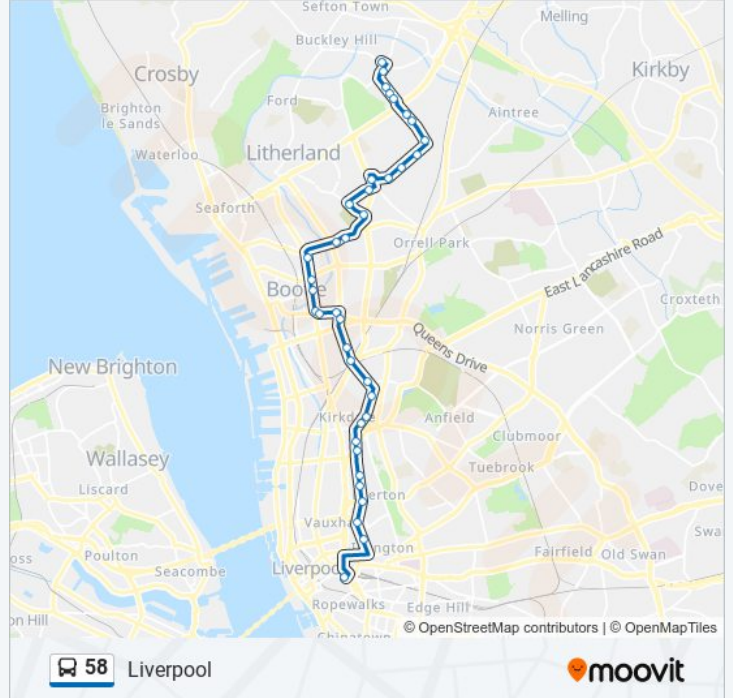 Sefton Town
Melling
Buckley Hill
Crosby
Kirkby
Ford
Brighton
le Sands
Aintree
Waterloo
Litherland
Seaforth
Orrell Park
East Lancashire Road
Bootle
Croxteth
Norris Green
Queens Drive
New Brighton
Kirkdale
Anfield
Clubmoor
Wallasey
Tuebrook
Liscard
Everton
Dove
Vauxhall
Swa
Islington
oss
Poulton
Fairfield
Old Swan
Seacombe
Liverpool
Ropewalks
Edge Hill
on Hill
Chinatown
© OpenStreetMap contributors | © OpenMapTiles
58 Liverpool
moovit